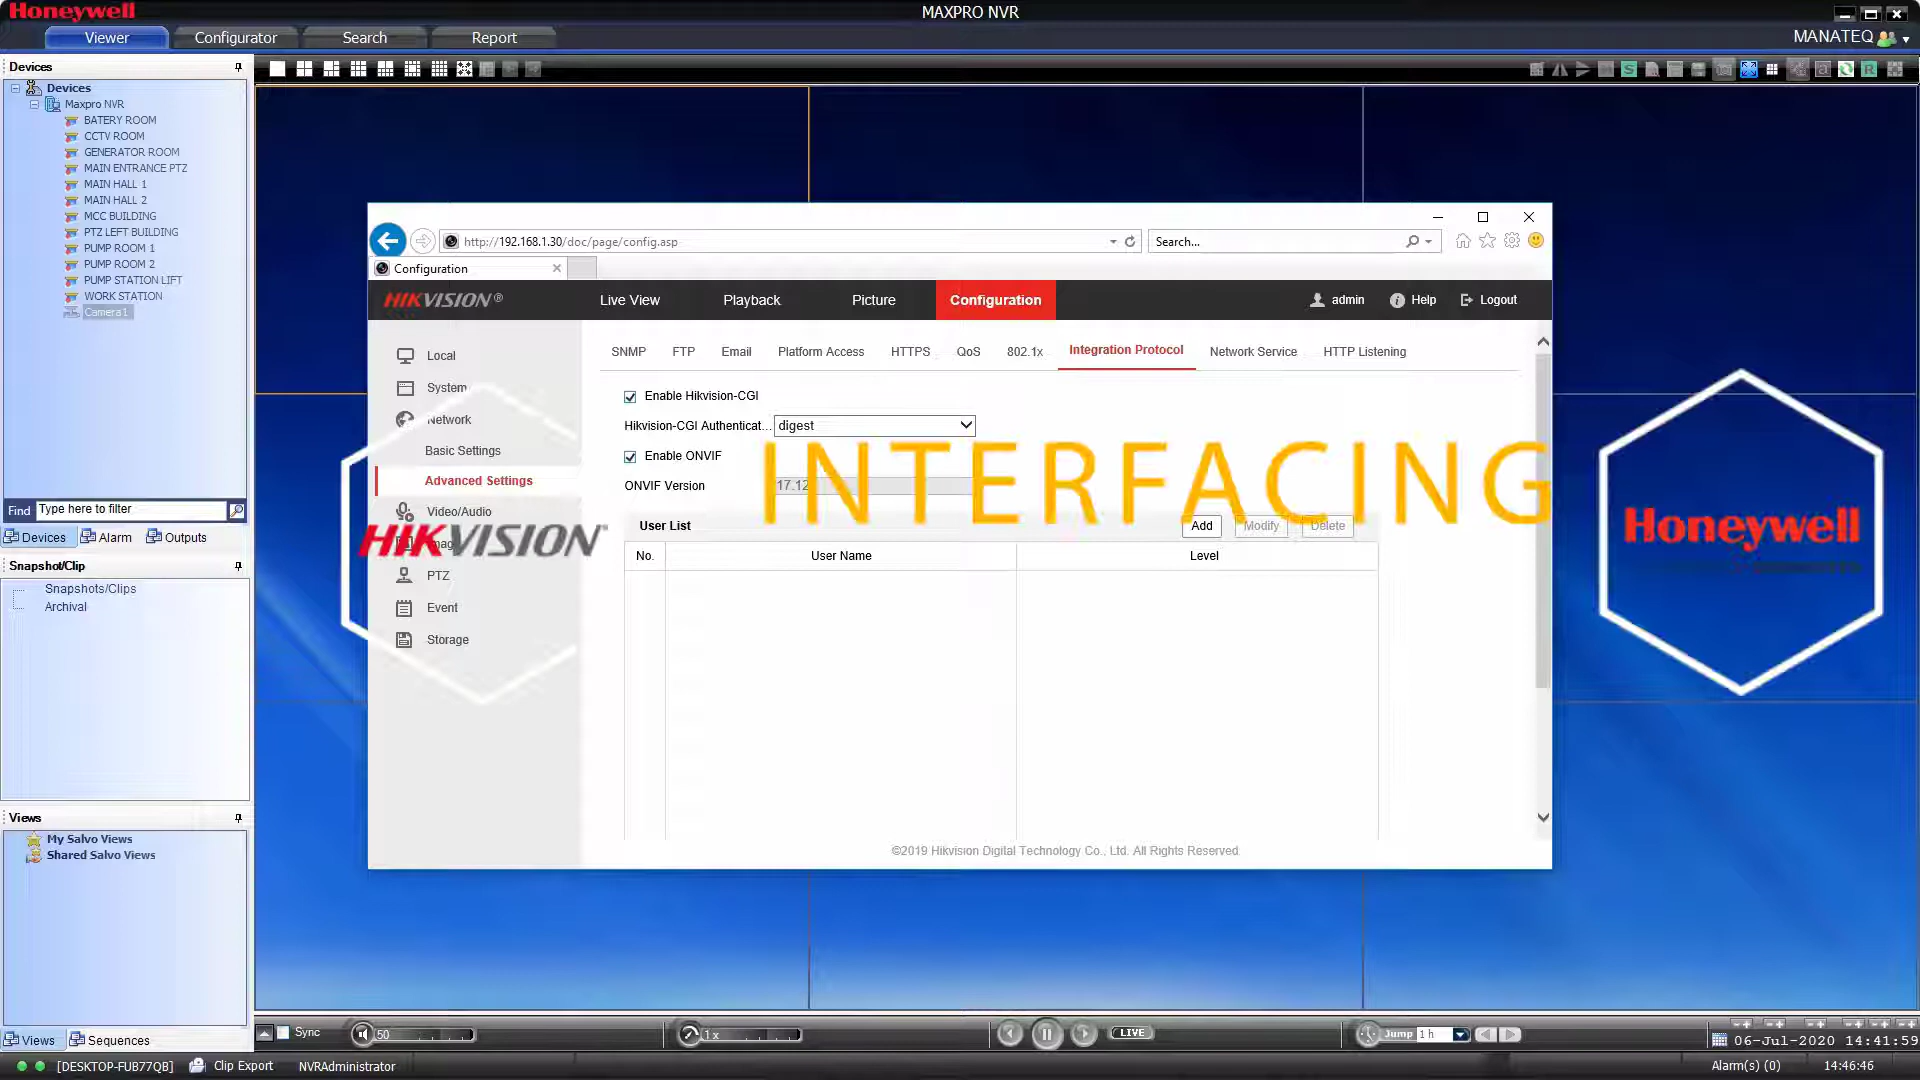 Honeywell
MAXPRO NVR
Viewer
Configurator
Search
Report
MANATEQ
Devices
Devices
Maxpro NVR
BATERY ROOM
CCTV ROOM
GENERATOR ROOM
MAIN ENTRANCE PTZ
MAIN HALL 1
MAIN HALL 2
MCC BUILDING
PTZ LEFT BUILDING
PUMP ROOM 1
PUMP ROOM 2
PUMP STATION LIFT
WORK STATION
Camera1
Find Type here to filter
Devices Alarm Outputs
Snapshot/Clip
Snapshots/Clips
Archival
Views
My Salvo Views
Shared Salvo Views
Views Sequences
http://192.168.1.30/doc/page/config.asp
Search...
Configuration
HIKVISION®
Live View
Playback
Picture
Configuration
admin
Help
Logout
Local
System
Network
Basic Settings
Advanced Settings
Video/Audio
PTZ
Event
Storage
SNMP FTP Email Platform Access HTTPS QoS 802.1x Integration Protocol Network Service HTTP Listening
Enable Hikvision-CGI
Hikvision-CGI Authenticat... digest
Enable ONVIF
ONVIF Version 17.12
User List Add Modify Delete
No. User Name Level
©2019 Hikvision Digital Technology Co., Ltd. All Rights Reserved.
INTERFACING
HIKVISION
Honeywell
Sync
50
1x
LIVE
Jump 1 h
06-Jul-2020 14:41:59
[DESKTOP-FUB77QB] Clip Export NVRAdministrator
Alarm(s) (0) 14:46:46